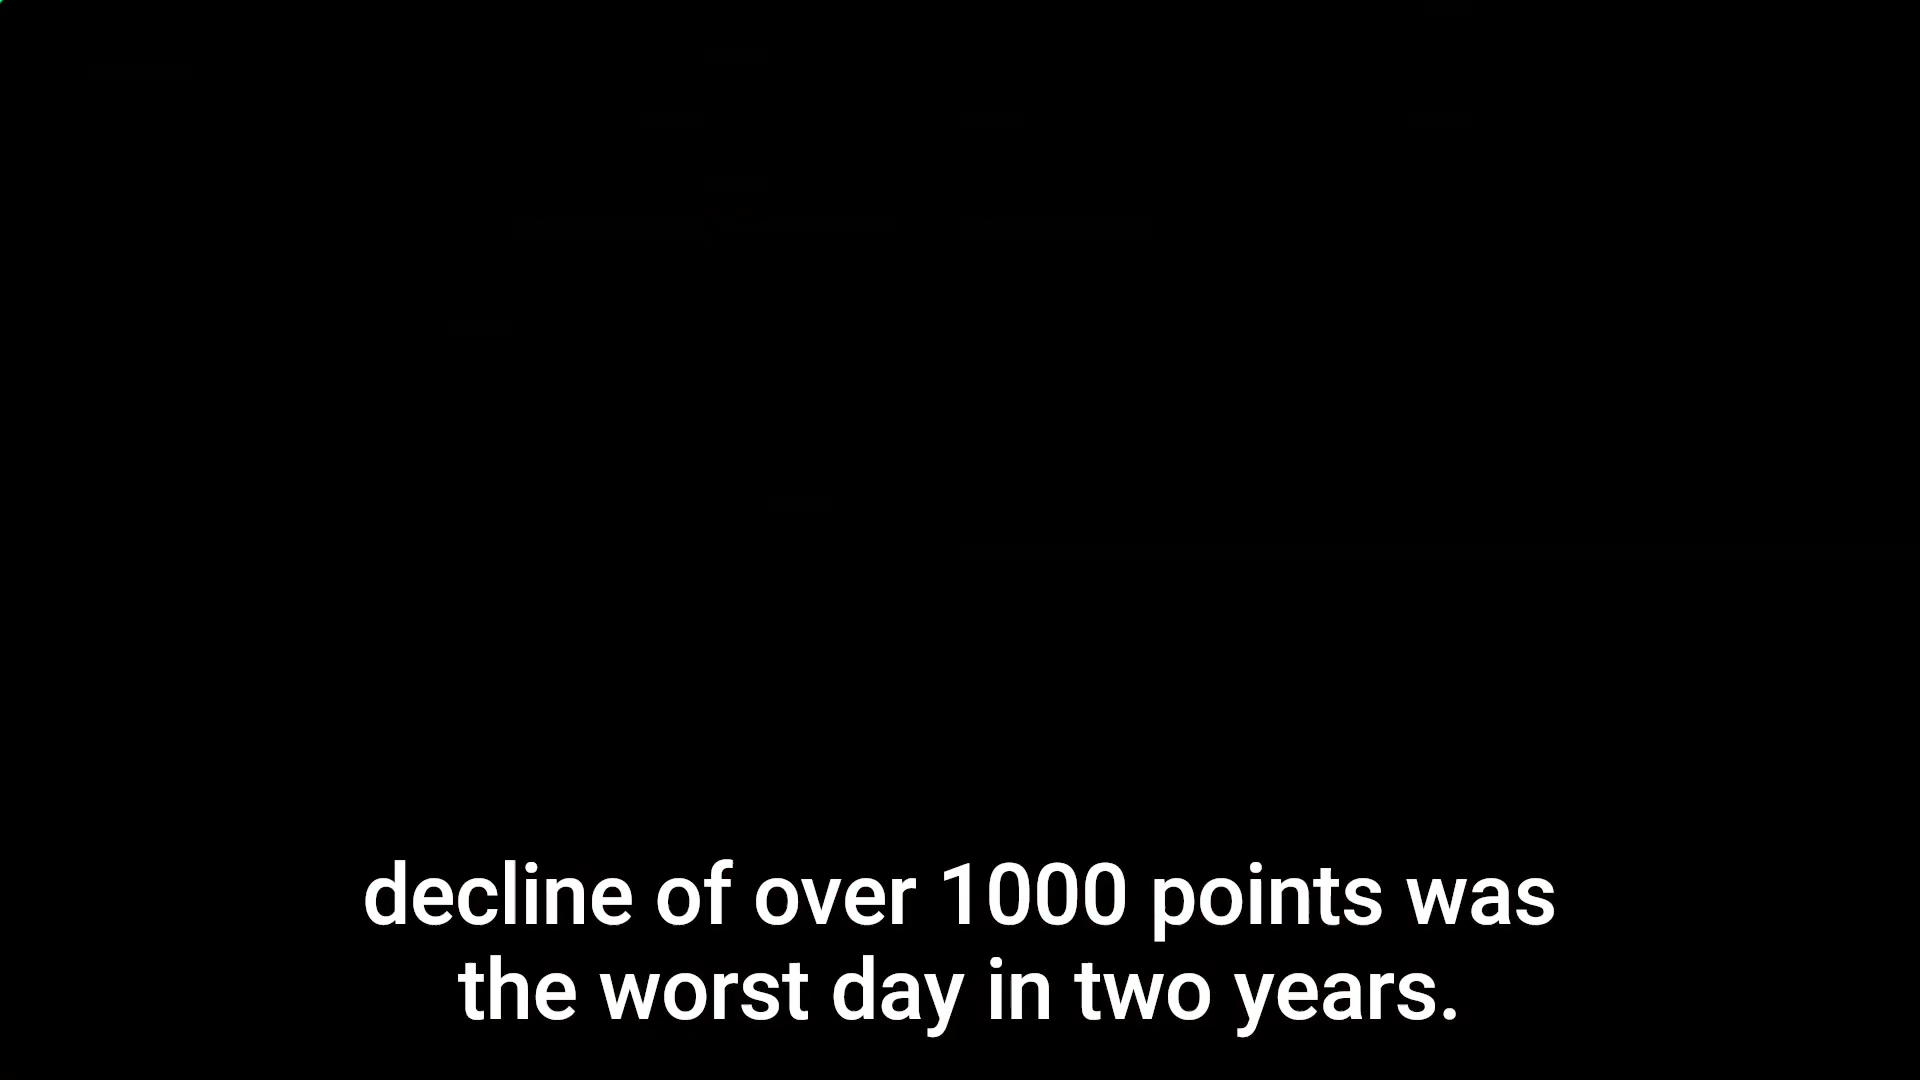 decline of over 1000 points was
the worst day in two years.